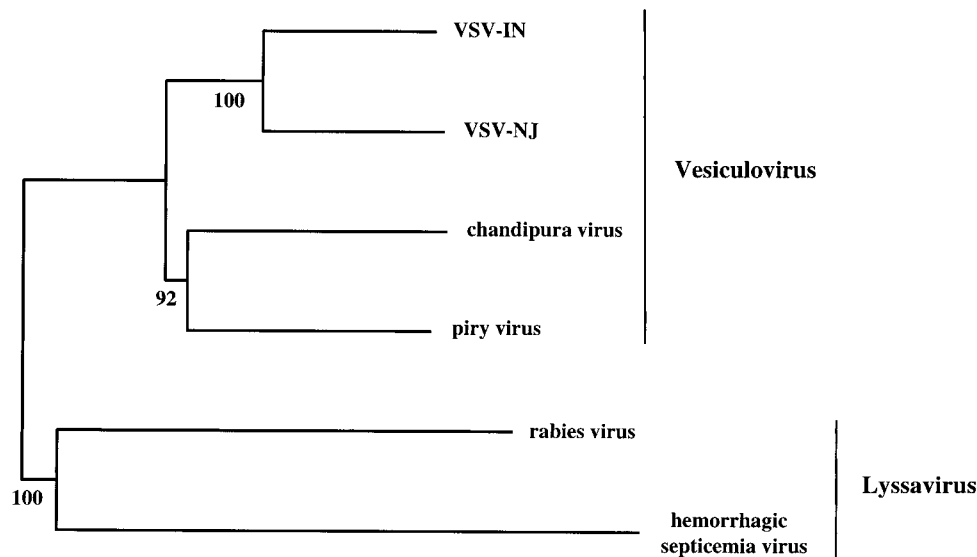 VSV-IN
100
VSV-NJ
Vesiculovirus
chandipura virus
92
piry virus
rabies virus
100
Lyssavirus
hemorrhagic
septicemia virus